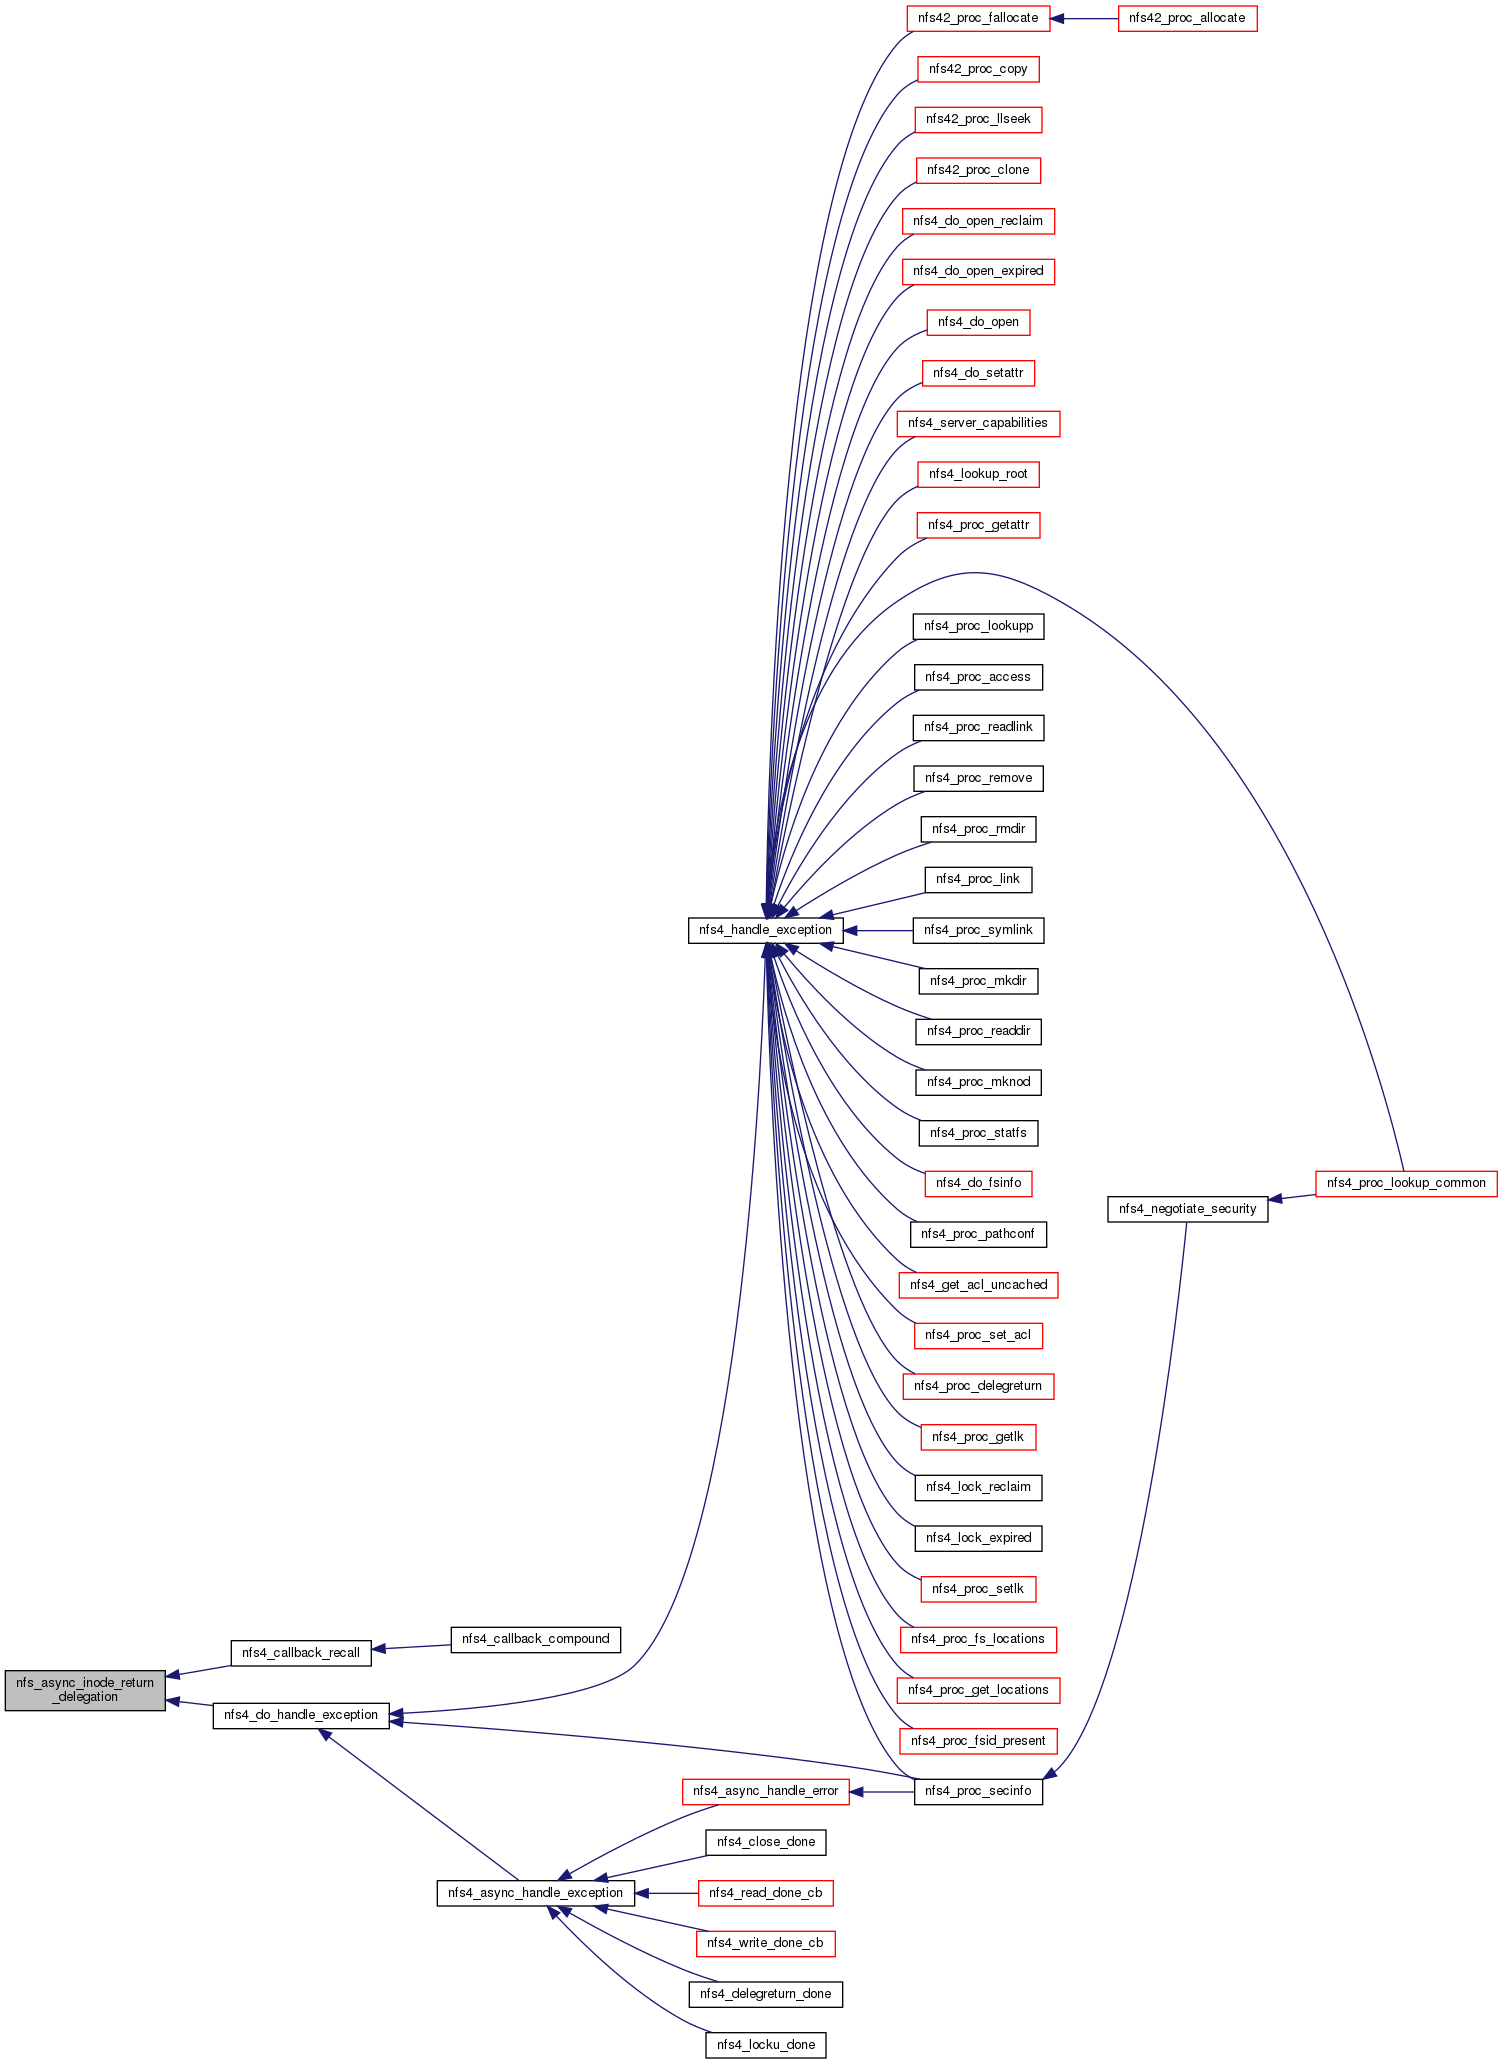 nfs42_proc_fallocate
nfs42_proc_allocate
nfs42_proc_copy
nfs42_proc_llseek
nfs42_proc_clone
nfs4_do_open_reclaim
nfs4_do_open_expired
nfs4_do_open
nfs4_do_setattr
nfs4_server_capabilities
nfs4_lookup_root
nfs4_proc_getattr
nfs4_proc_lookupp
nfs4_proc_access
nfs4_proc_readlink
nfs4_proc_remove
nfs4_proc_rmdir
nfs4_proc_link
nfs4_handle_exception
nfs4_proc_symlink
nfs4_proc_mkdir
nfs4_proc_readdir
nfs4_proc_mknod
nfs4_proc_statfs
nfs4_do_fsinfo
nfs4_proc_lookup_common
nfs4_negotiate_security
nfs4_proc_pathconf
nfs4_get_acl_uncached
nfs4_proc_set_acl
nfs4_proc_delegreturn
nfs4_proc_getlk
nfs4_lock_reclaim
nfs4_lock_expired
nfs4_proc_setlk
nfs4_callback_compound
nfs4_proc_fs_locations
nfs4_callback_recall
nfs_async_inode_return
_delegation
nfs4_proc_get_locations
nfs4_do_handle_exception
nfs4_proc_fsid_present
nfs4_async_handle_error
nfs4_proc_secinfo
nfs4_close_done
nfs4_async_handle_exception
nfs4_read_done_cb
nfs4_write_done_cb
nfs4_delegreturn_done
nfs4_locku_done